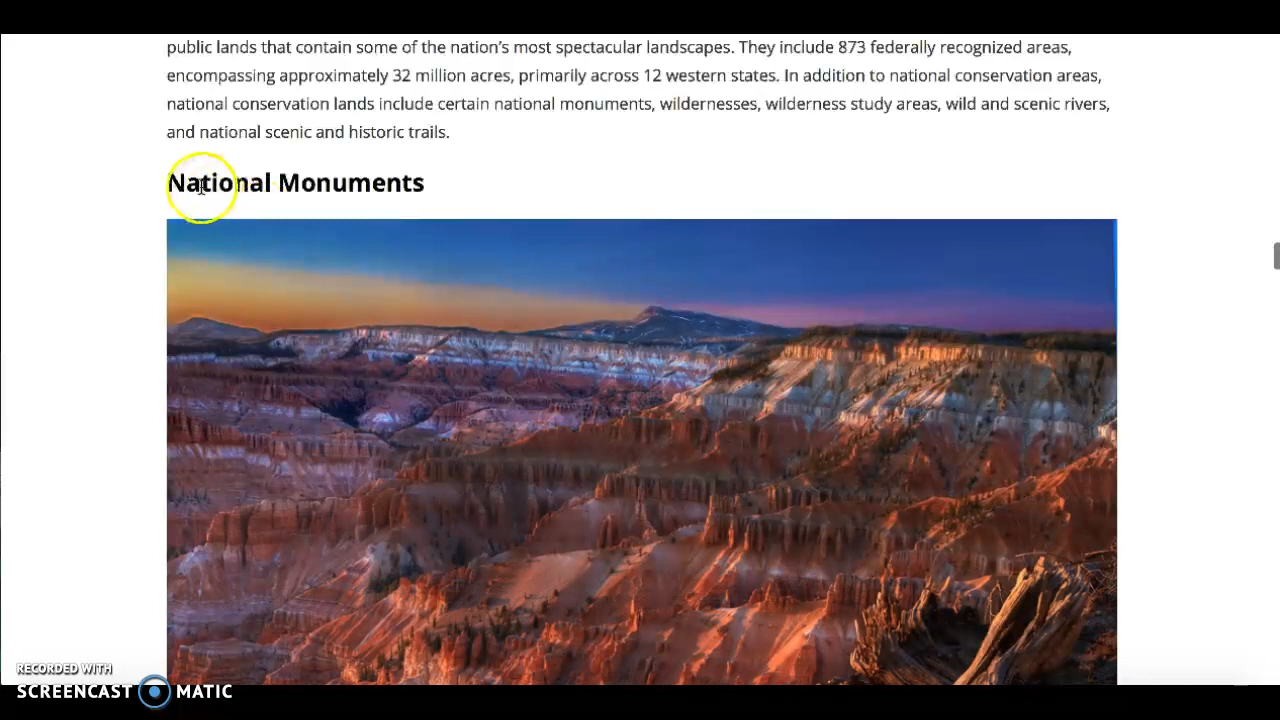 public lands that contain some of the nation’s most spectacular landscapes. They include 873 federally recognized areas,
encompassing approximately 32 million acres, primarily across 12 western states. In addition to national conservation areas,
national conservation lands include certain national monuments, wildernesses, wilderness study areas, wild and scenic rivers,
and national scenic and historic trails.
National Monuments
RECORDED WITH
SCREENCAST MATIC